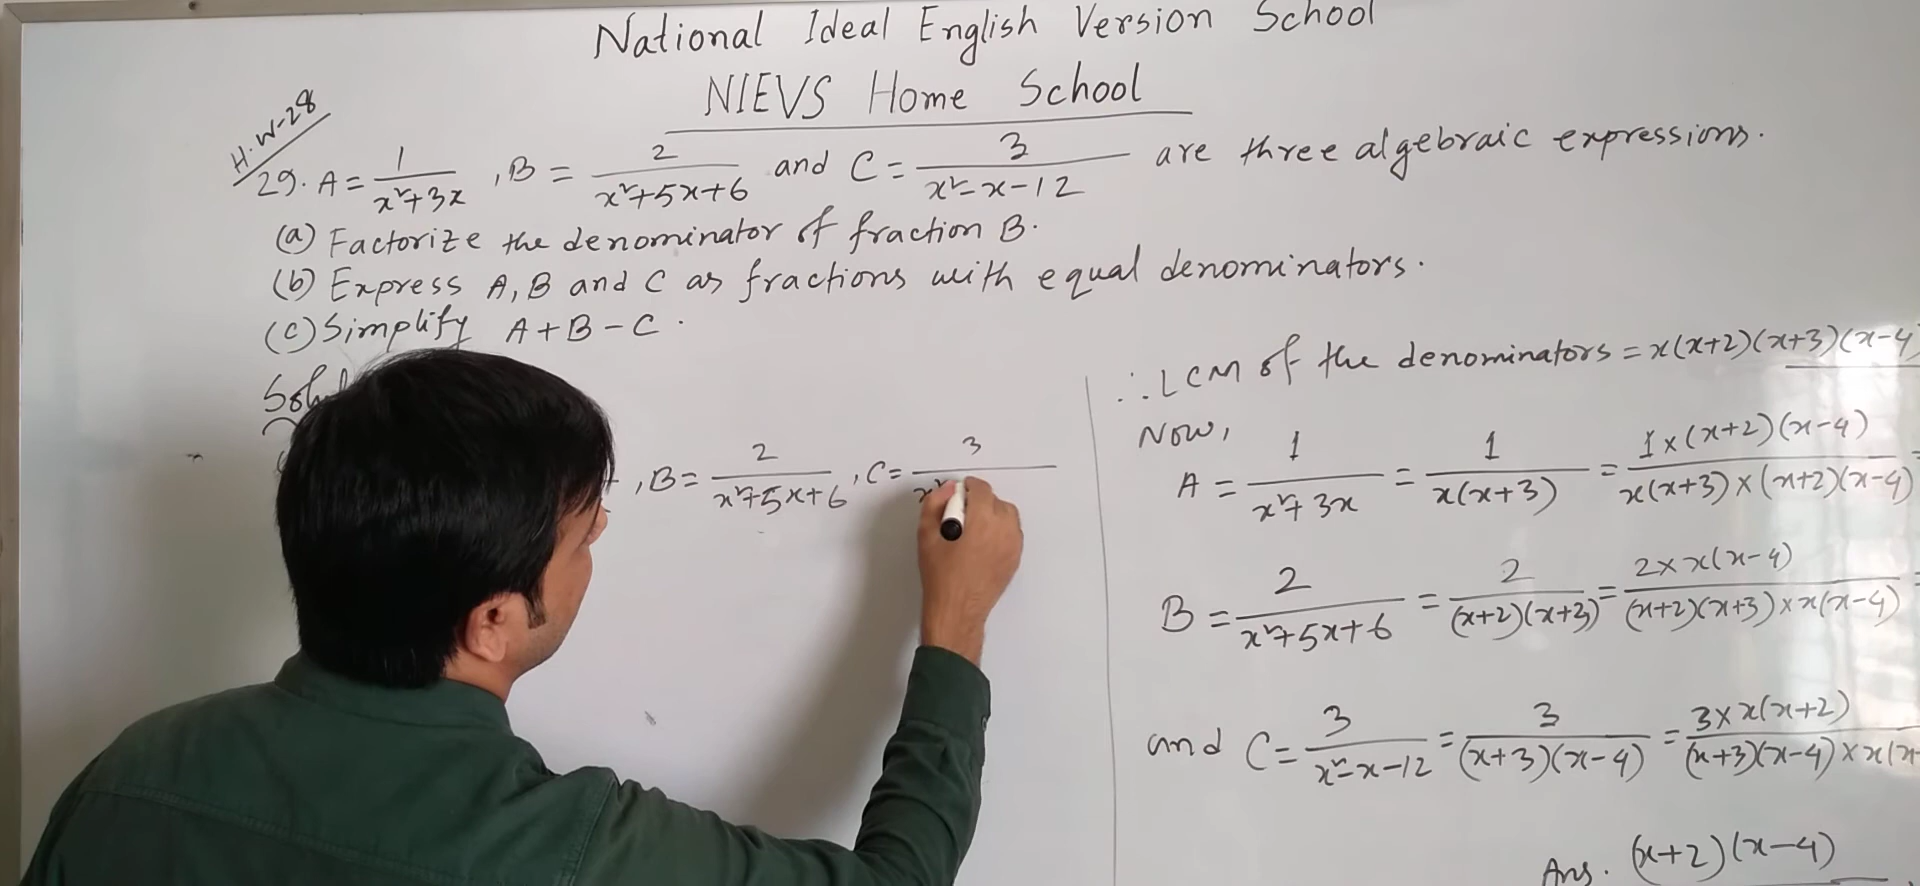 National Ideal English Version School
NIEVS Home School
H.W-28
29. A = 1/(x²+3x), B = 2/(x²+5x+6) and C = 3/(x²-x-12) are three algebraic expressions.
(a) Factorize the denominator of fraction B.
(b) Express A, B and C as fractions with equal denominators.
(c) Simplify A+B-C.
, B = 2/(x²+5x+6), C = 3/
∴ LCM of the denominators = x(x+2)(x+3)(x-4)
Now,
A = 1/(x²+3x) = 1/(x(x+3)) = (1×(x+2)(x-4))/(x(x+3)×(x+2)(x-4))
B = 2/(x²+5x+6) = 2/((x+2)(x+3)) = (2×x(x-4))/((x+2)(x+3)×x(x-4)) =
and C = 3/(x²-x-12) = 3/((x+3)(x-4)) = (3×x(x+2))/((x+3)(x-4)×x(x
Ans. (x+2)(x-4)